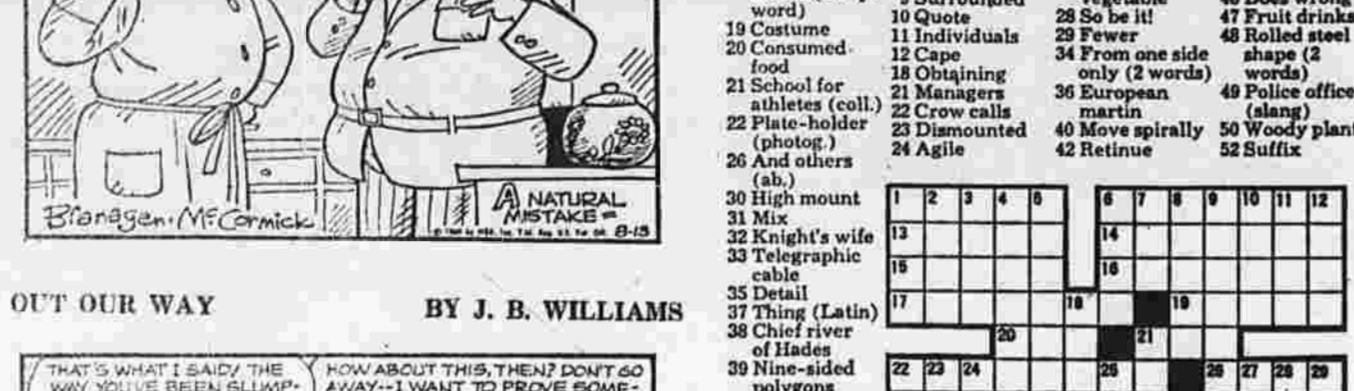 A NATURAL
MISTAKE=
8-13
Branagen. McCormick
OUT OUR WAY
BY J. B. WILLIAMS
THAT'S WHAT I SAID! THE
WAY YOU'VE BEEN SLUMP-
HOW ABOUT THIS, THEN? DON'T GO
AWAY--I WANT TO PROVE SOME-
word)
19 Costume
20 Consumed
food
21 School for
athletes (coll.)
22 Plate-holder
(photog.)
26 And others
(ab.)
30 High mount
31 Mix
32 Knight's wife
33 Telegraphic
cable
35 Detail
37 Thing (Latin)
38 Chief river
of Hades
39 Nine-sided
polygons
9 Surrounded
10 Quote
11 Individuals
12 Cape
18 Obtaining
21 Managers
22 Crow calls
23 Dismounted
24 Agile
vegetable
28 So be it!
29 Fewer
34 From one side
only (2 words)
36 European
martin
40 Move spirally
42 Retinue
46 Does wrong
47 Fruit drinks
48 Rolled steel
shape (2
words)
49 Police office
(slang)
50 Woody plant
52 Suffix
1 2 3 4 5 6 7 8 9 10 11 12
13 14
15 16
17 18 19
20 21
22 23 24 25 26 27 28 29